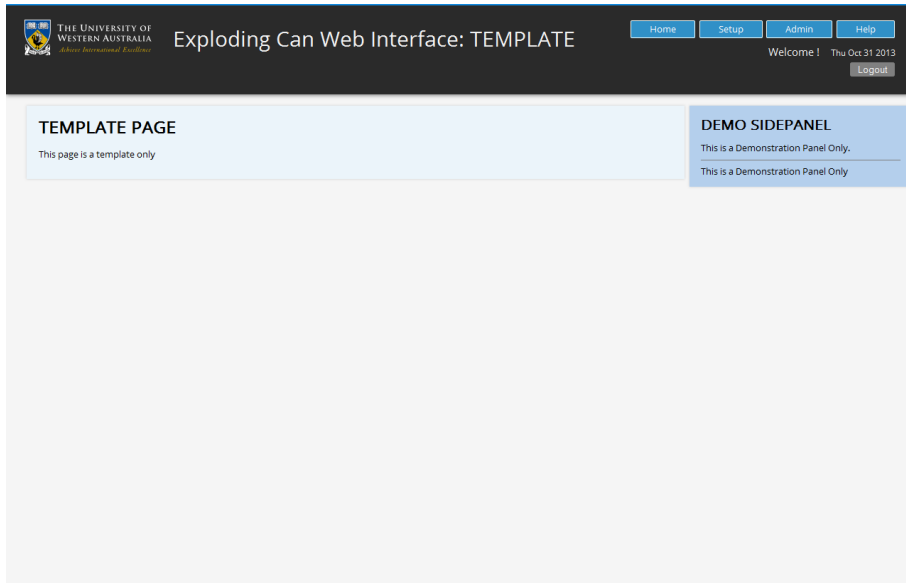 THE UNIVERSITY OF
WESTERN AUSTRALIA
Achieve International Excellence
Exploding Can Web Interface: TEMPLATE
Home Setup Admin Help
Welcome ! Thu Oct 31 2013
Logout
TEMPLATE PAGE
This page is a template only
DEMO SIDEPANEL
This is a Demonstration Panel Only.
This is a Demonstration Panel Only